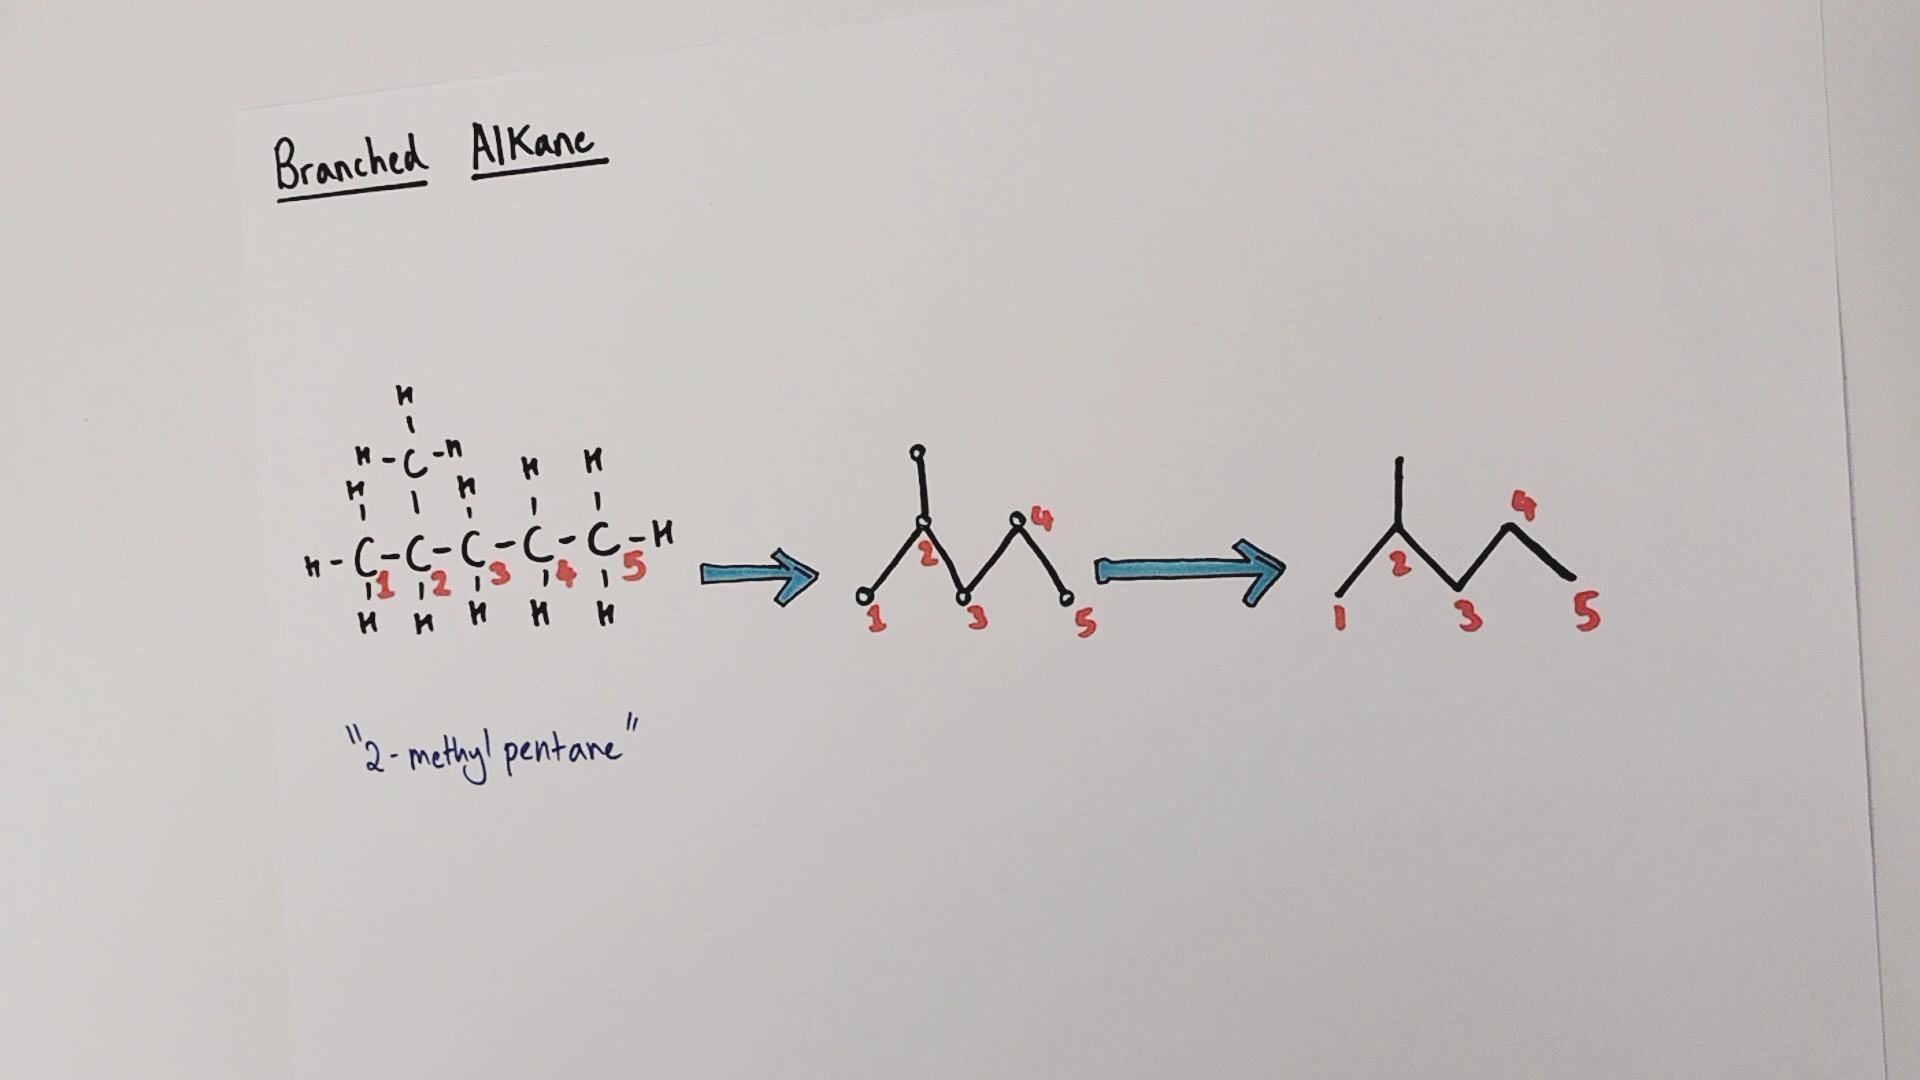 Branched Alkane
H
H-C-H H H
H H
H-C-C-C-C-C-H
1 2 3 4 5
H H H H H
2 4
1 3 5
2 4
1 3 5
"2-methyl pentane"